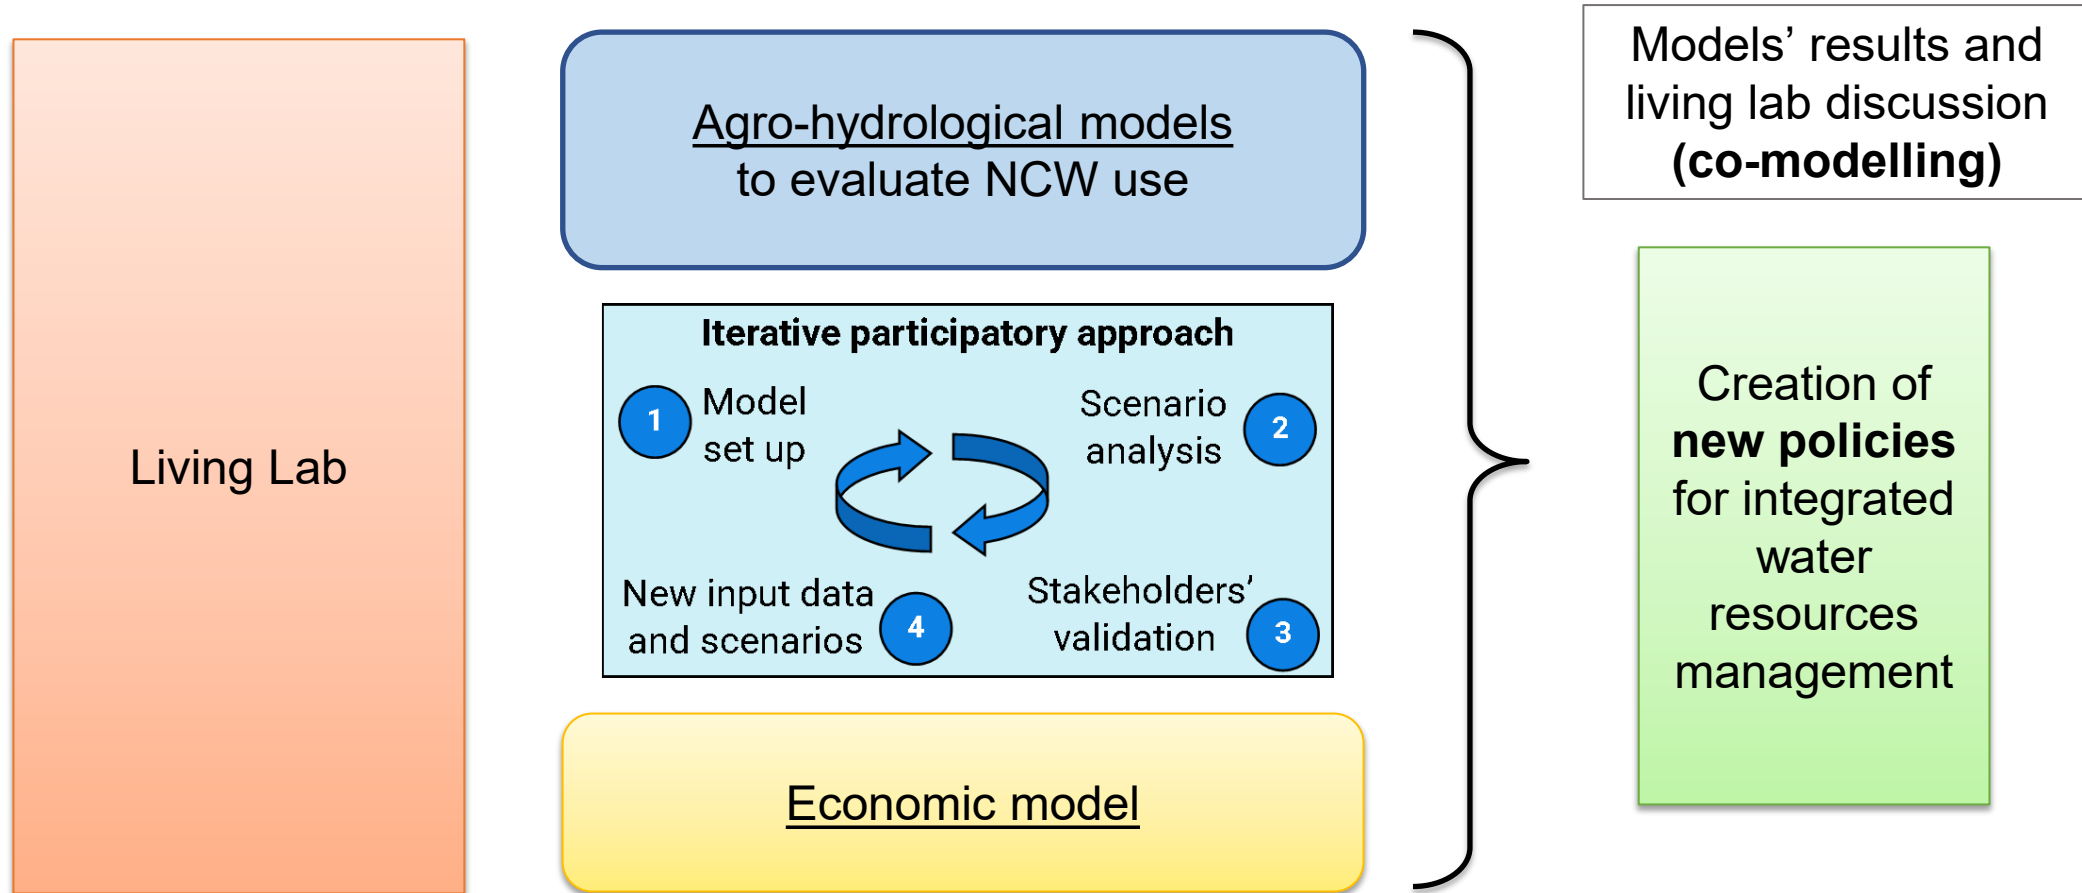 Living Lab
Agro-hydrological models
to evaluate NCW use
Iterative participatory approach
1
Model
set up
Scenario
analysis
2
Stakeholders’
validation
3
New input data
and scenarios
4
Economic model
Models’ results and
living lab discussion
(co-modelling)
Creation of
new policies
for integrated
water
resources
management